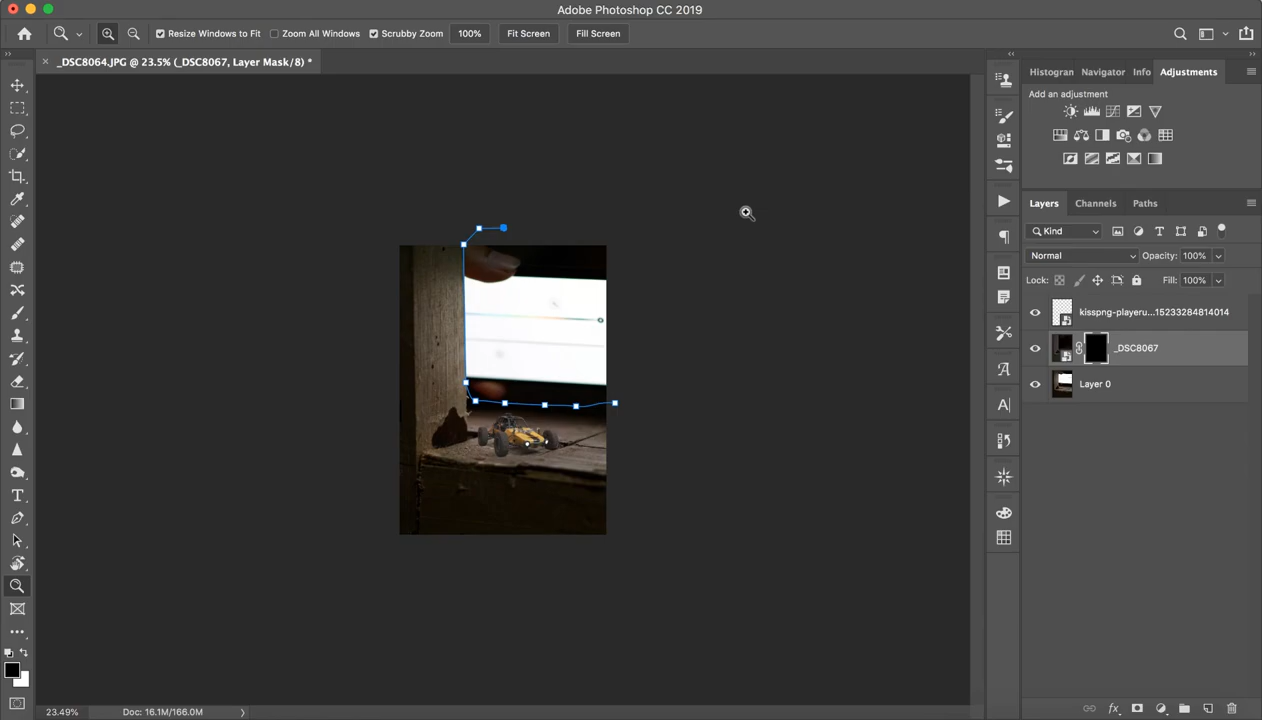 Adobe Photoshop CC 2019
Resize Windows to Fit
Zoom All Windows
Scrubby Zoom
100%
Fit Screen
Fill Screen
_DSC8064.JPG @ 23.5% (_DSC8067, Layer Mask/8) *
Histogran
Navigator
Info
Adjustments
Add an adjustment
Layers
Channels
Paths
Kind
Normal
Opacity: 100%
Lock:
Fill: 100%
kisspng-playeru...15233284814014
_DSC8067
Layer 0
23.49%
Doc: 16.1M/166.0M